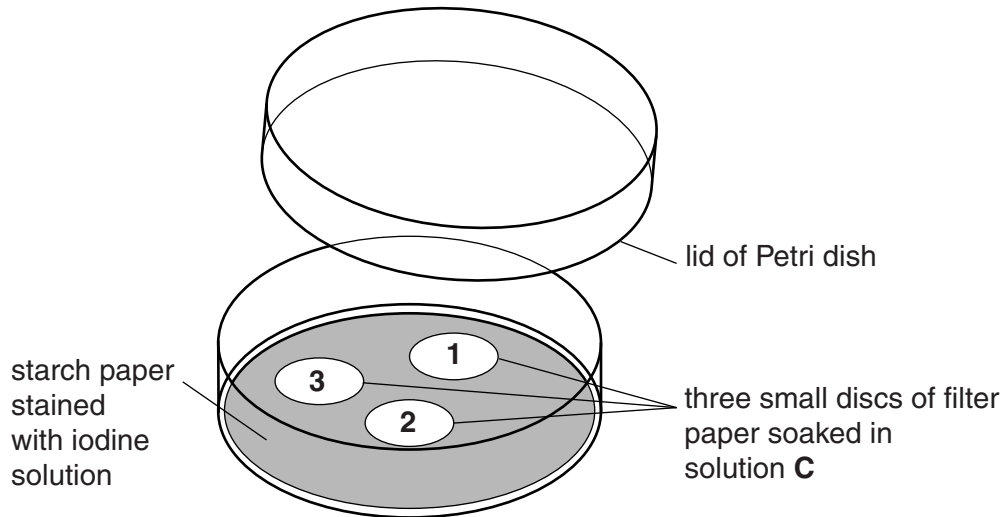 lid of Petri dish
1
3
2
starch paper
stained
with iodine
solution
three small discs of filter
paper soaked in
solution C